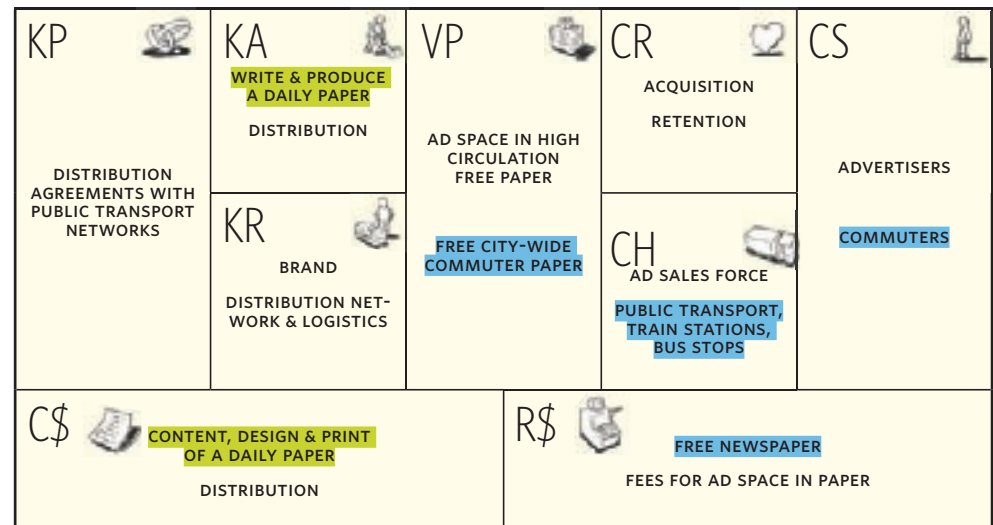 KP
DISTRIBUTION
AGREEMENTS WITH
PUBLIC TRANSPORT
NETWORKS
KA
WRITE & PRODUCE
A DAILY PAPER
DISTRIBUTION
KR
BRAND
DISTRIBUTION NET-
WORK & LOGISTICS
VP
AD SPACE IN HIGH
CIRCULATION
FREE PAPER
FREE CITY-WIDE
COMMUTER PAPER
CR
ACQUISITION
RETENTION
CH
AD SALES FORCE
PUBLIC TRANSPORT,
TRAIN STATIONS,
BUS STOPS
CS
ADVERTISERS
COMMUTERS
C$
CONTENT, DESIGN & PRINT
OF A DAILY PAPER
DISTRIBUTION
R$
FREE NEWSPAPER
FEES FOR AD SPACE IN PAPER